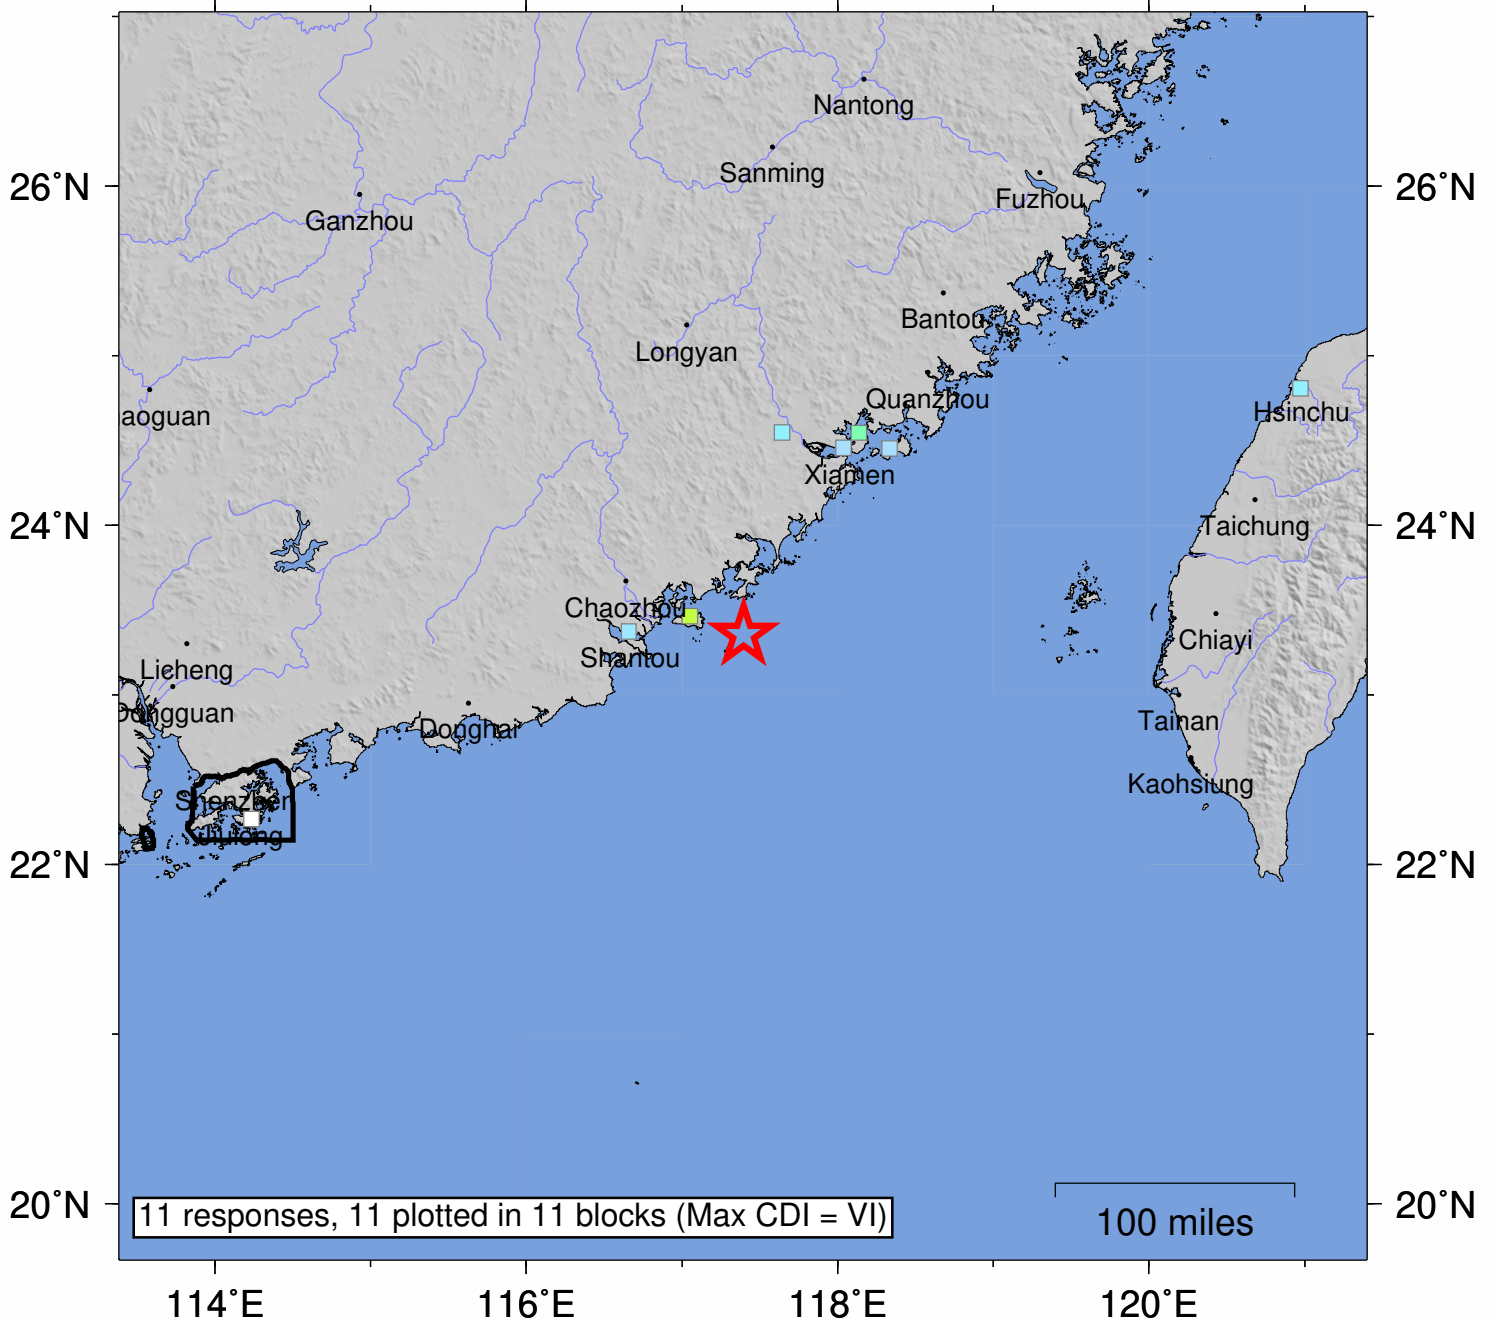 Nantong
Sanming
26°N
26°N
Fuzhou
Ganzhou
Bantou
Longyan
Quanzhou
Hsinchu
aoguan
Xiamen
24°N
24°N
Taichung
Chaozhou
Chiayi
Shantou
Licheng
Dongguan
Tainan
Donghai
Kaohsiung
Shenzhen
Jiulong
22°N
22°N
20°N
20°N
11 responses, 11 plotted in 11 blocks (Max CDI = VI)
100 miles
114°E
116°E
118°E
120°E